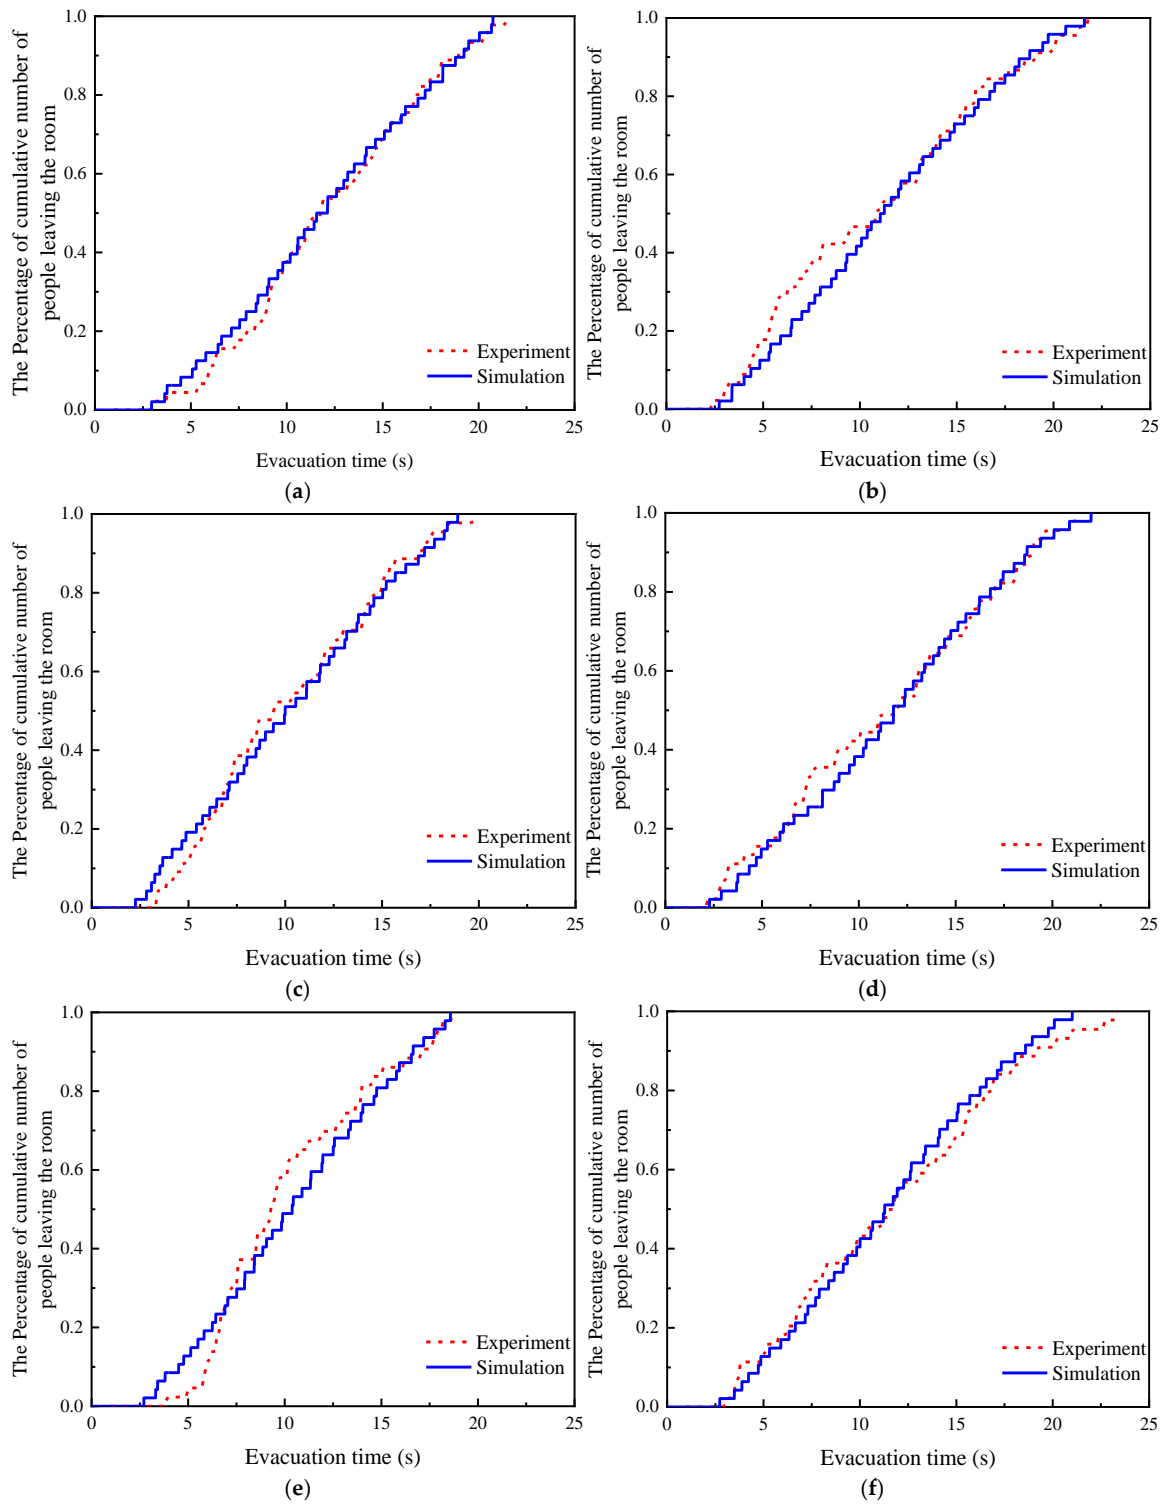 The Percentage of cumulative number of
people leaving the room
1.0
0.8
0.6
0.4
0.2
0.0
0 5 10 15 20 25
Experiment
Simulation
Evacuation time (s)
(a)
The Percentage of cumulative number of
people leaving the room
1.0
0.8
0.6
0.4
0.2
0.0
0 5 10 15 20 25
Experiment
Simulation
Evacuation time (s)
(b)
The Percentage of cumulative number of
people leaving the room
1.0
0.8
0.6
0.4
0.2
0.0
0 5 10 15 20 25
Experiment
Simulation
Evacuation time (s)
(c)
The Percentage of cumulative number of
people leaving the room
1.0
0.8
0.6
0.4
0.2
0.0
0 5 10 15 20 25
Experiment
Simulation
Evacuation time (s)
(d)
The Percentage of cumulative number of
people leaving the room
1.0
0.8
0.6
0.4
0.2
0.0
0 5 10 15 20 25
Experiment
Simulation
Evacuation time (s)
(e)
The Percentage of cumulative number of
people leaving the room
1.0
0.8
0.6
0.4
0.2
0.0
0 5 10 15 20 25
Experiment
Simulation
Evacuation time (s)
(f)